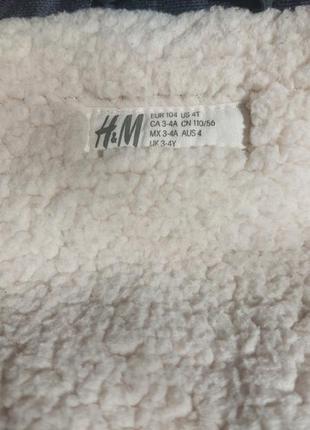 H&M
EUR 104 US 4T
CA 3-4A CN 110/56
MX 3-4A AUS 4
UK 3-4Y